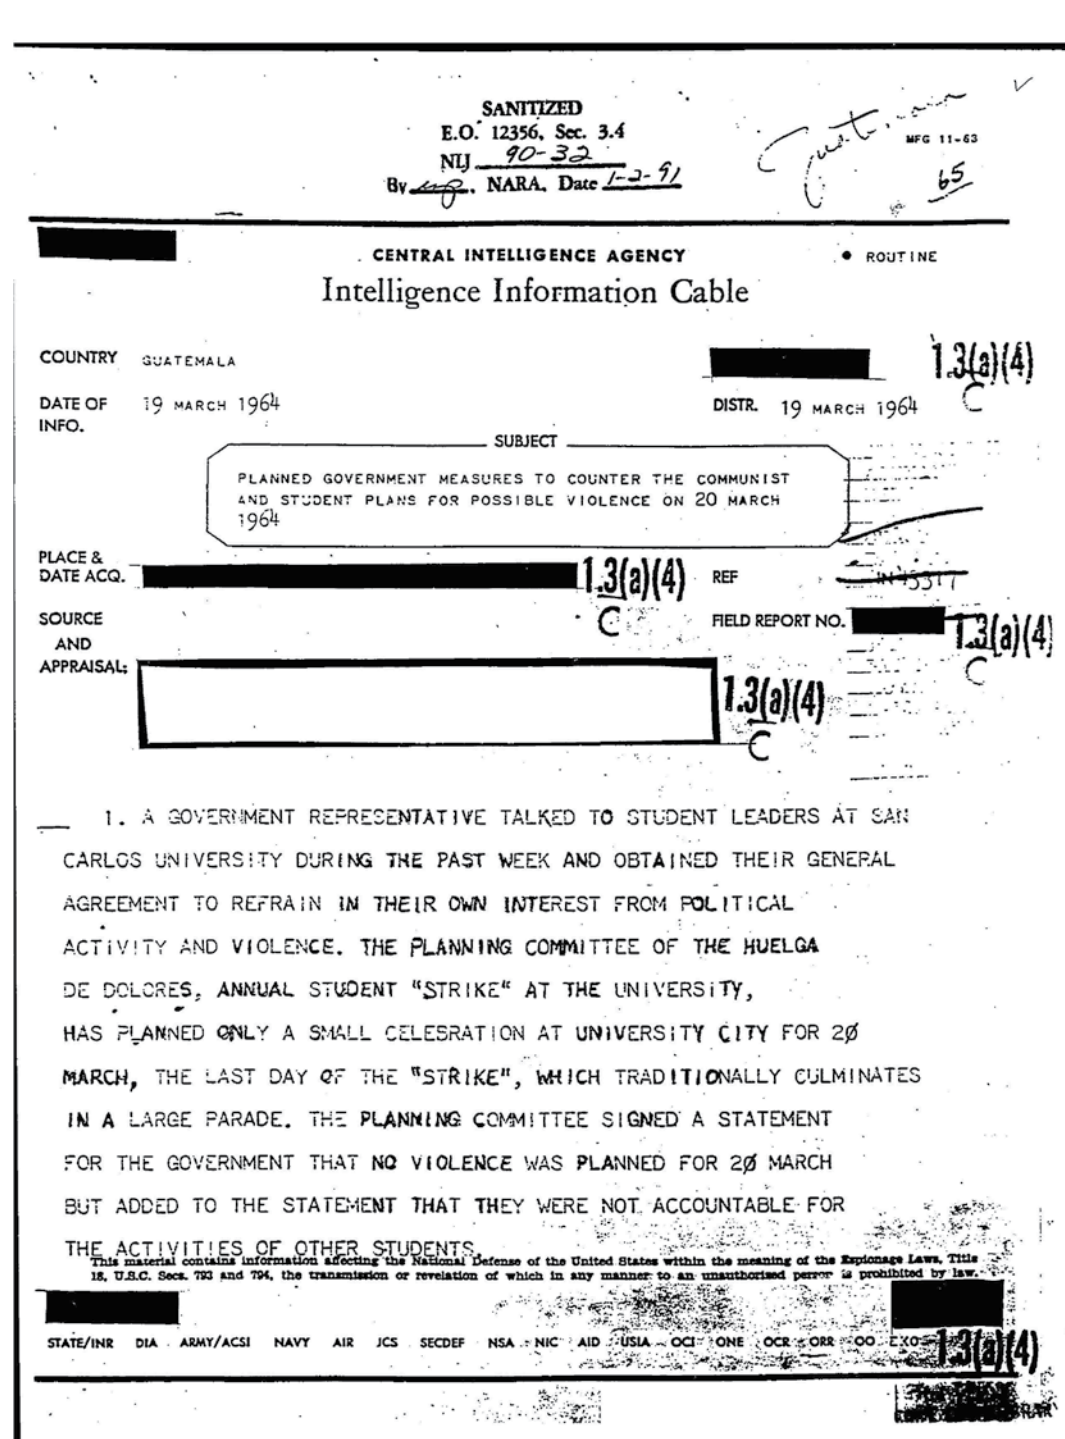 SANITIZED
E.O. 12356, Sec. 3.4
NIJ 90-32
By , NARA, Date 1-2-91
MFG 11-63
65
CENTRAL INTELLIGENCE AGENCY
• ROUTINE
Intelligence Information Cable
COUNTRY GUATEMALA
1.3(a)(4)
C
DATE OF INFO. 19 MARCH 1964
DISTR. 19 MARCH 1964
SUBJECT
PLANNED GOVERNMENT MEASURES TO COUNTER THE COMMUNIST
AND STUDENT PLANS FOR POSSIBLE VIOLENCE ON 20 MARCH
1964
PLACE &
DATE ACQ.
1.3(a)(4)
C
REF IN 45317
SOURCE
AND
APPRAISAL:
FIELD REPORT NO.
1.3(a)(4)
C
1.3(a)(4)
C
1. A GOVERNMENT REPRESENTATIVE TALKED TO STUDENT LEADERS AT SAN
CARLOS UNIVERSITY DURING THE PAST WEEK AND OBTAINED THEIR GENERAL
AGREEMENT TO REFRAIN IN THEIR OWN INTEREST FROM POLITICAL
ACTIVITY AND VIOLENCE. THE PLANNING COMMITTEE OF THE HUELGA
DE DOLORES, ANNUAL STUDENT "STRIKE" AT THE UNIVERSITY,
HAS PLANNED ONLY A SMALL CELESRATION AT UNIVERSITY CITY FOR 2Ø
MARCH, THE LAST DAY OF THE "STRIKE", WHICH TRADITIONALLY CULMINATES
IN A LARGE PARADE. THE PLANNING COMMITTEE SIGNED A STATEMENT
FOR THE GOVERNMENT THAT NO VIOLENCE WAS PLANNED FOR 2Ø MARCH
BUT ADDED TO THE STATEMENT THAT THEY WERE NOT ACCOUNTABLE FOR
THE ACTIVITIES OF OTHER STUDENTS.
This material contains information affecting the National Defense of the United States within the meaning of the Espionage Laws, Title
18, U.S.C. Secs. 793 and 794, the transmission or revelation of which in any manner to an unauthorized person is prohibited by law.
STATE/INR DIA ARMY/ACSI NAVY AIR JCS SECDEF NSA NIC AID USIA OCI ONE OCR ORR OO EXO
1.3(a)(4)